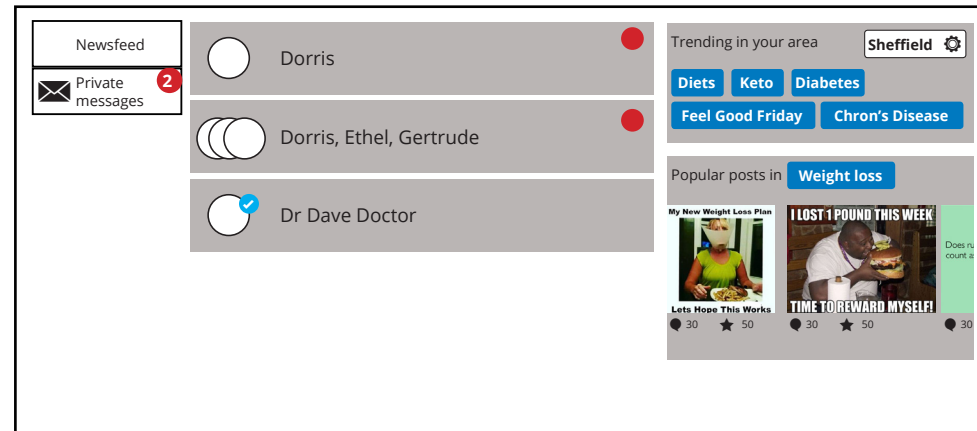 Newsfeed
Private
messages
2
Dorris
Dorris, Ethel, Gertrude
Dr Dave Doctor
Trending in your area
Sheffield
Diets Keto Diabetes
Feel Good Friday Chron's Disease
Popular posts in Weight loss
My New Weight Loss Plan
Lets Hope This Works
I LOST 1 POUND THIS WEEK
TIME TO REWARD MYSELF!
Does
count
30 50
30 50
30